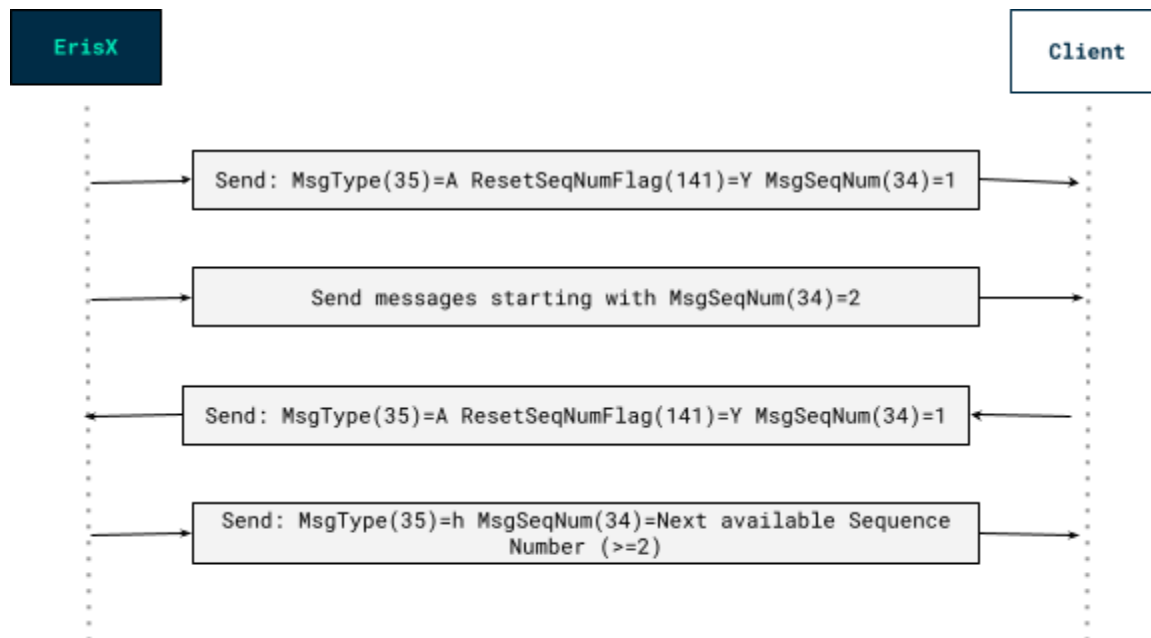 ErisX
Client
Send: MsgType(35)=A ResetSeqNumFlag(141)=Y MsgSeqNum(34)=1
Send messages starting with MsgSeqNum(34)=2
Send: MsgType(35)=A ResetSeqNumFlag(141)=Y MsgSeqNum(34)=1
Send: MsgType(35)=h MsgSeqNum(34)=Next available Sequence
Number (>=2)